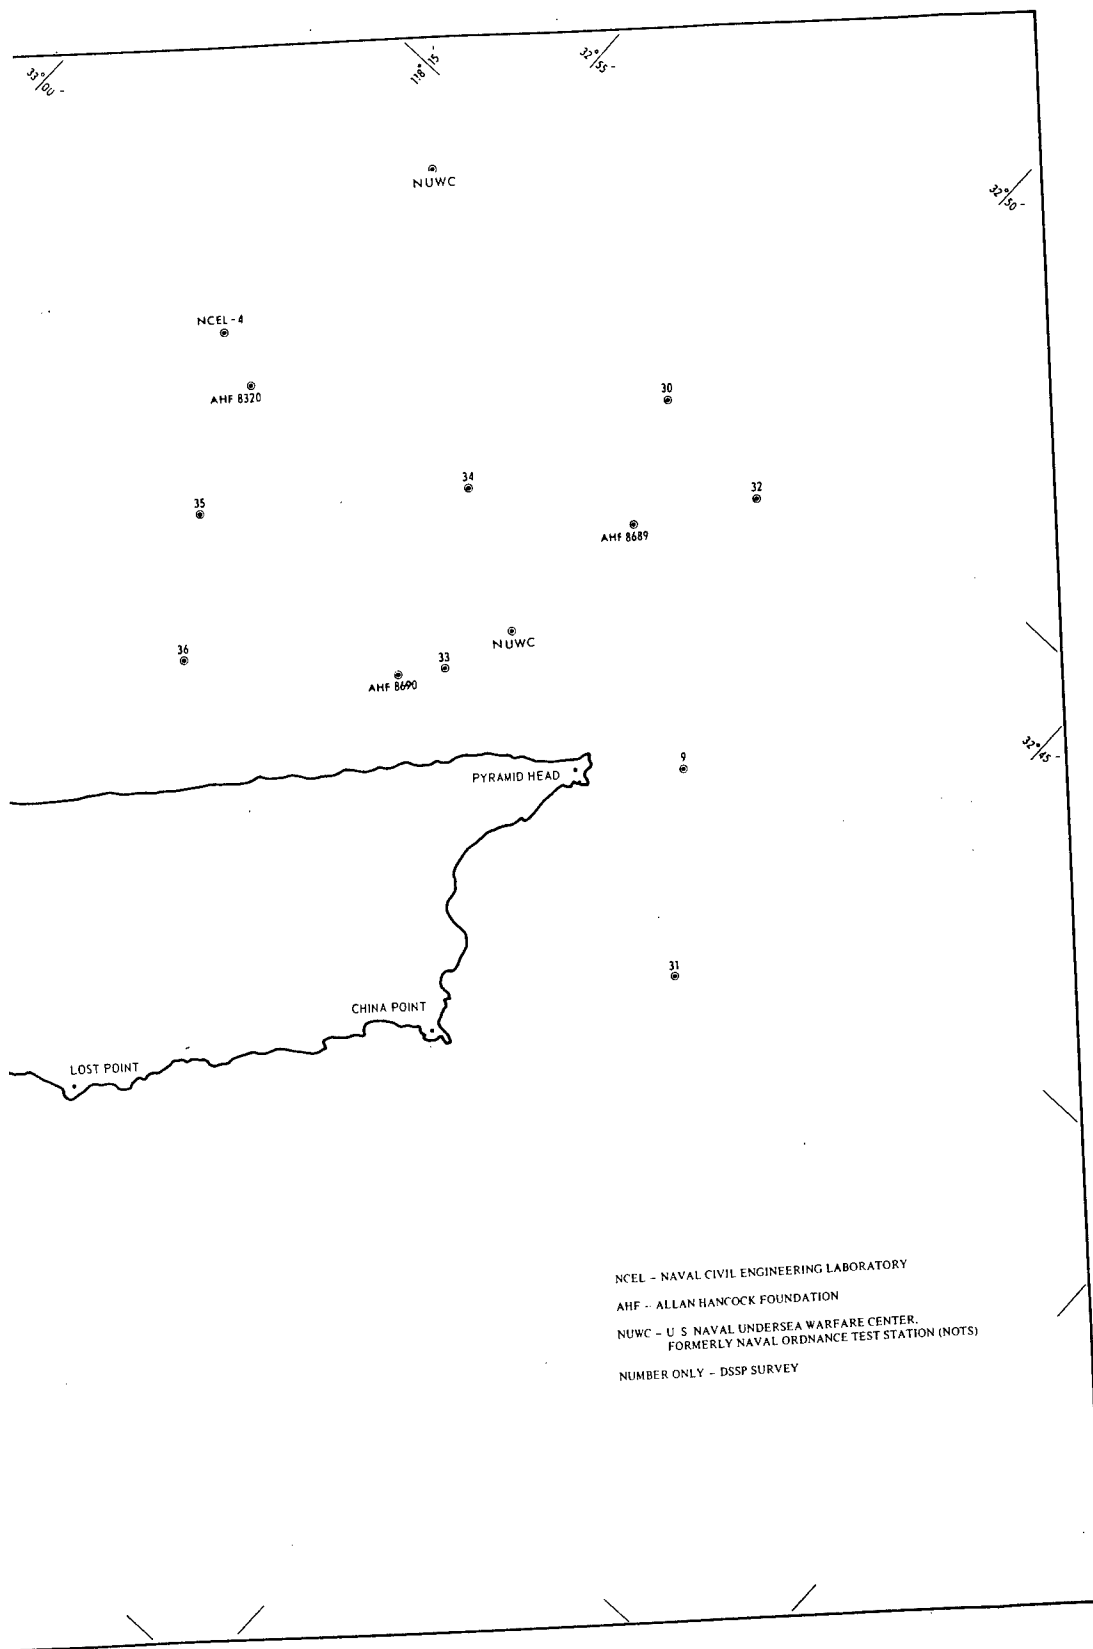 33° 00'
118° 15'
32° 55'
NUWC
32° 50'
NCEL - 4
AHF 8320
30
34
32
35
AHF 8689
NUWC
36
33
AHF 8690
32° 45'
9
PYRAMID HEAD
31
CHINA POINT
LOST POINT
NCEL - NAVAL CIVIL ENGINEERING LABORATORY
AHF - ALLAN HANCOCK FOUNDATION
NUWC - U S NAVAL UNDERSEA WARFARE CENTER.
FORMERLY NAVAL ORDNANCE TEST STATION (NOTS)
NUMBER ONLY - DSSP SURVEY